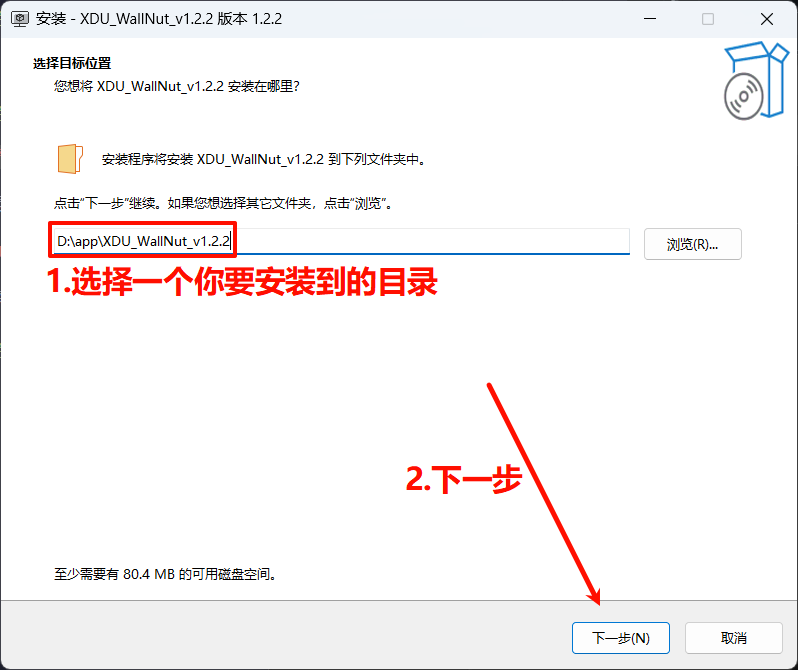 安装 - XDU_WallNut_v1.2.2 版本 1.2.2
选择目标位置
您想将 XDU_WallNut_v1.2.2 安装在哪里?
安装程序将安装 XDU_WallNut_v1.2.2 到下列文件夹中。
点击“下一步”继续。如果您想选择其它文件夹，点击“浏览”。
D:\app\XDU_WallNut_v1.2.2
浏览(R)...
1.选择一个你要安装到的目录
2.下一步
至少需要有 80.4 MB 的可用磁盘空间。
下一步(N)
取消